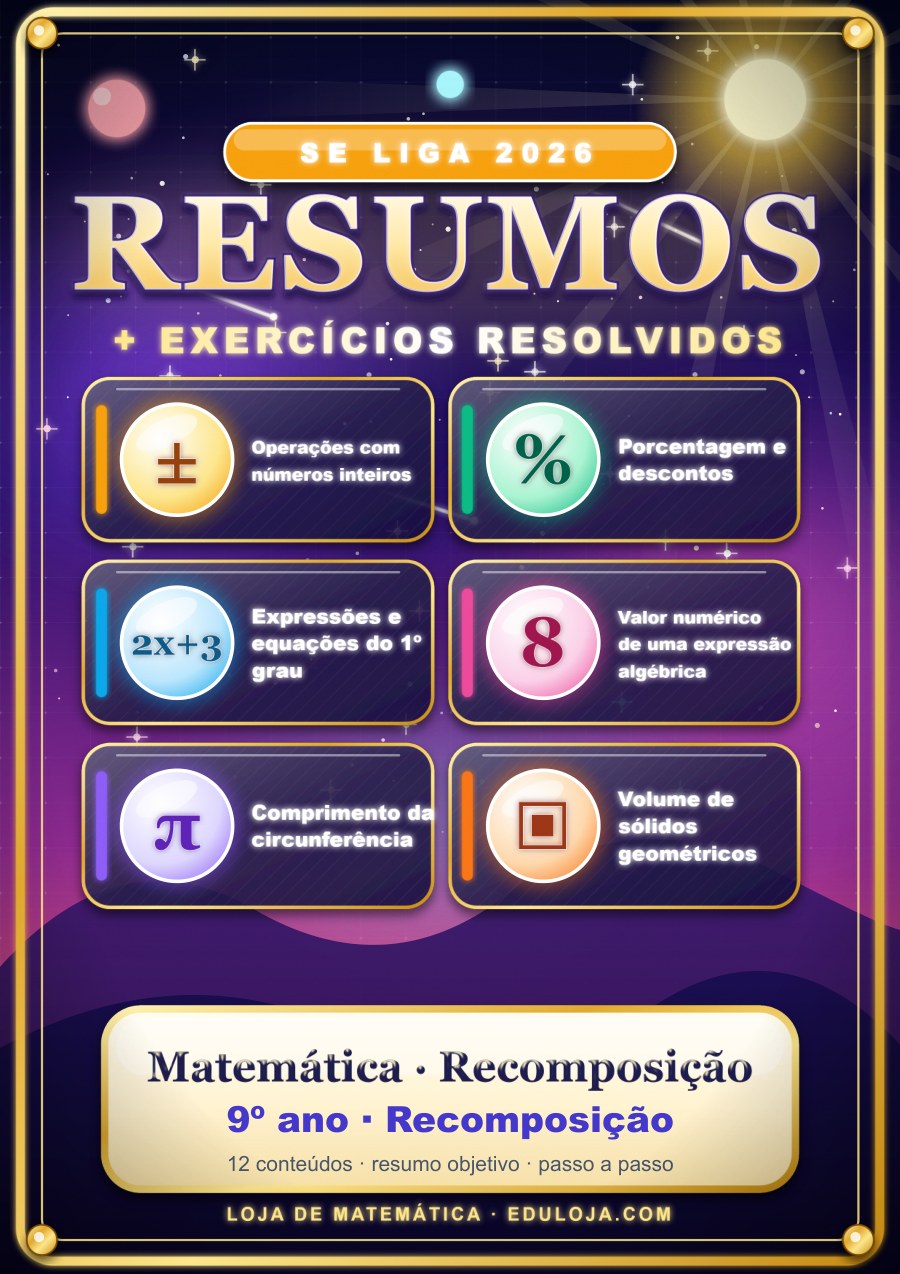 SE LIGA 2026
RESUMOS
+ EXERCÍCIOS RESOLVIDOS
±
Operações com
números inteiros
%
Porcentagem e
descontos
2x+3
Expressões e
equações do 1º
grau
8
Valor numérico
de uma expressão
algébrica
π
Comprimento da
circunferência
Volume de
sólidos
geométricos
Matemática · Recomposição
9º ano · Recomposição
12 conteúdos · resumo objetivo · passo a passo
LOJA DE MATEMÁTICA · EDULOJA.COM